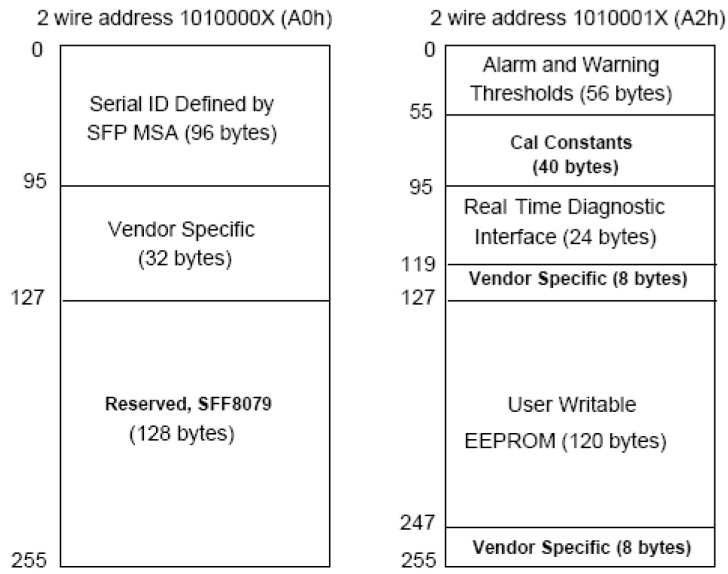 2 wire address 1010000X (A0h)
0
Serial ID Defined by
SFP MSA (96 bytes)
95
Vendor Specific
(32 bytes)
127
Reserved, SFF8079
(128 bytes)
255
2 wire address 1010001X (A2h)
0
Alarm and Warning
Thresholds (56 bytes)
55
Cal Constants
(40 bytes)
95
Real Time Diagnostic
Interface (24 bytes)
119
Vendor Specific (8 bytes)
127
User Writable
EEPROM (120 bytes)
247
Vendor Specific (8 bytes)
255